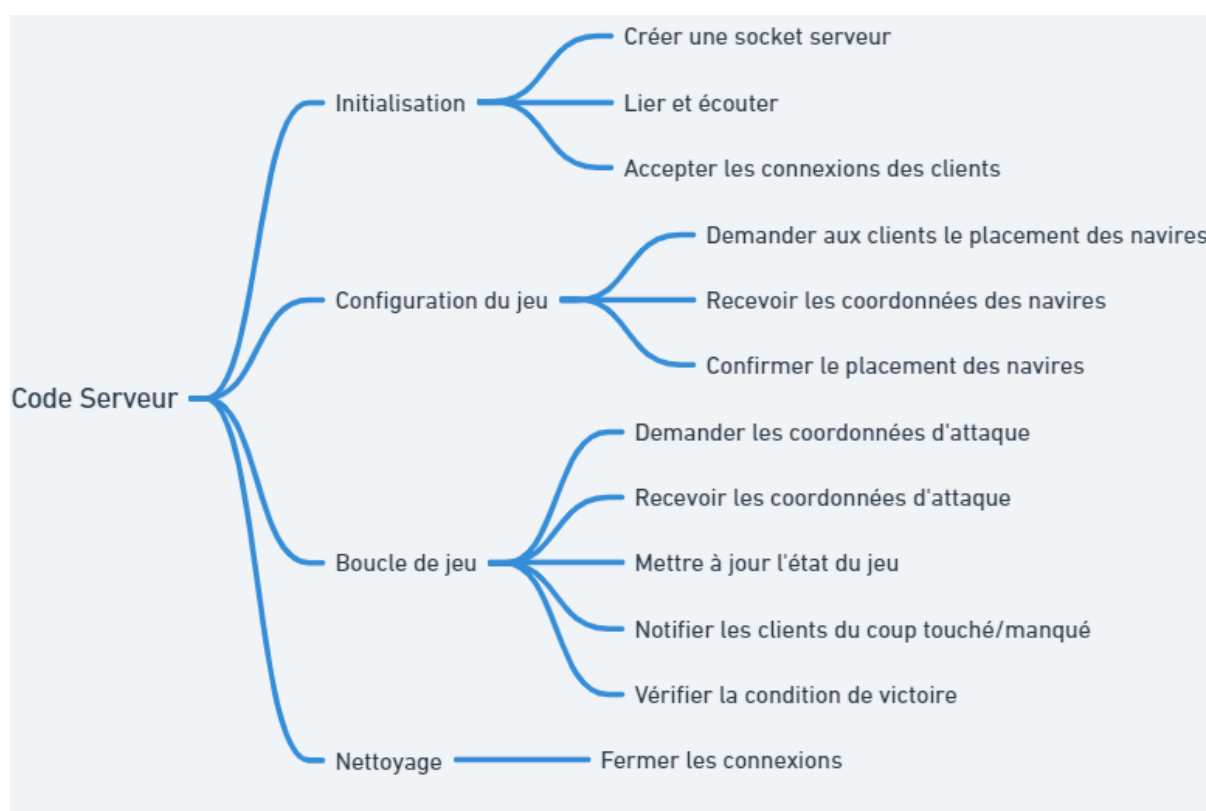 Code Serveur
Initialisation
Créer une socket serveur
Lier et écouter
Accepter les connexions des clients
Configuration du jeu
Demander aux clients le placement des navires
Recevoir les coordonnées des navires
Confirmer le placement des navires
Boucle de jeu
Demander les coordonnées d'attaque
Recevoir les coordonnées d'attaque
Mettre à jour l'état du jeu
Notifier les clients du coup touché/manqué
Vérifier la condition de victoire
Nettoyage
Fermer les connexions